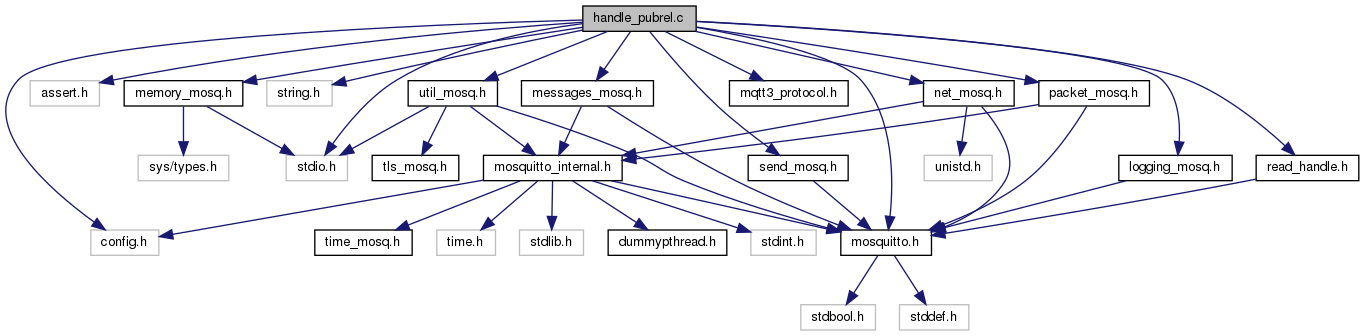 handle_pubrel.c
assert.h
memory_mosq.h
string.h
util_mosq.h
messages_mosq.h
mqtt3_protocol.h
net_mosq.h
packet_mosq.h
sys/types.h
stdio.h
tls_mosq.h
mosquitto_internal.h
send_mosq.h
unistd.h
logging_mosq.h
read_handle.h
config.h
time_mosq.h
time.h
stdlib.h
dummypthread.h
stdint.h
mosquitto.h
stdbool.h
stddef.h